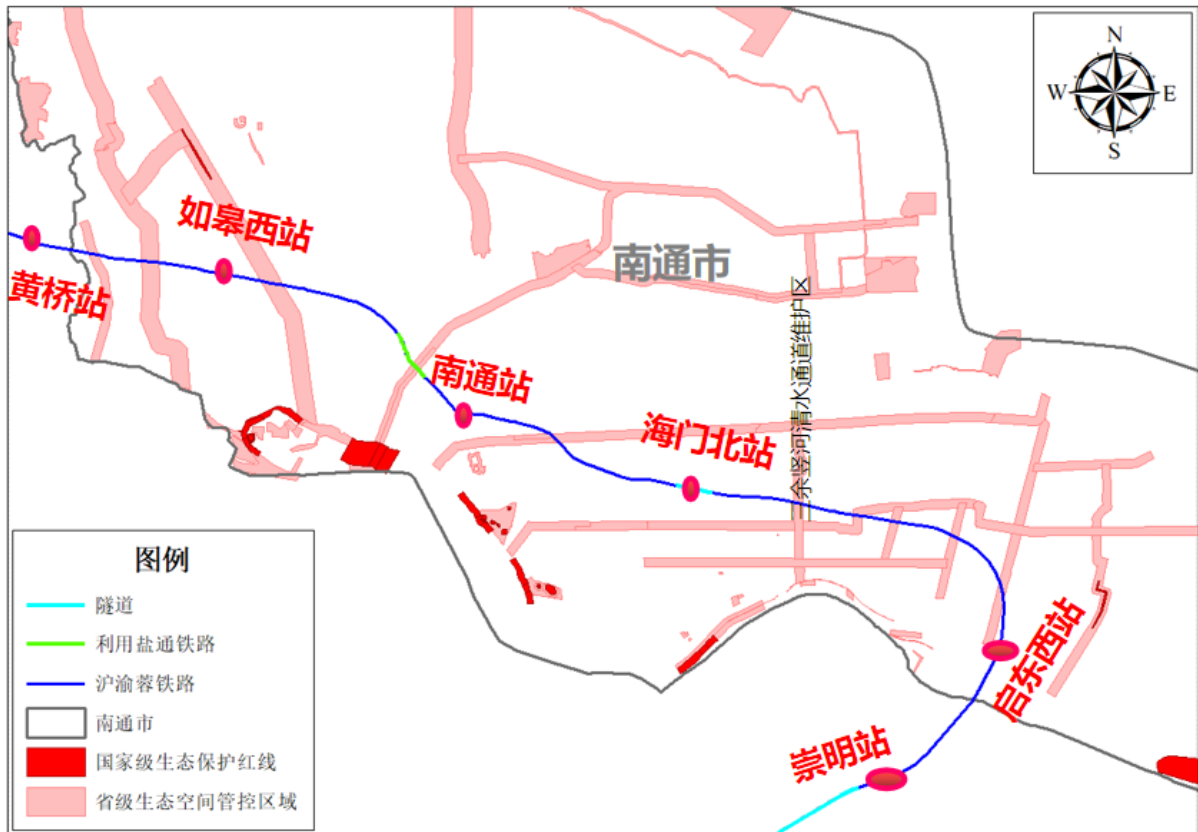 N
W
E
S
如皋西站
黄桥站
南通市
南通站
三余竖河清水通道维护区
海门北站
启东西站
崇明站
图例
隧道
利用盐通铁路
沪渝蓉铁路
南通市
国家级生态保护红线
省级生态空间管控区域